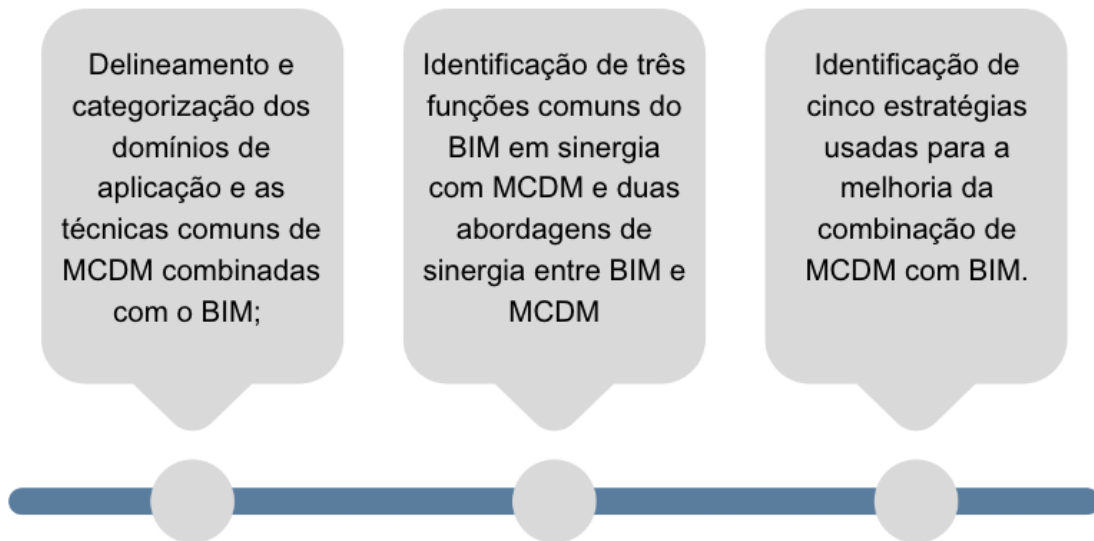 Delineamento e
categorização dos
domínios de
aplicação e as
técnicas comuns de
MCDM combinadas
com o BIM;
Identificação de três
funções comuns do
BIM em sinergia
com MCDM e duas
abordagens de
sinergia entre BIM e
MCDM
Identificação de
cinco estratégias
usadas para a
melhoria da
combinação de
MCDM com BIM.